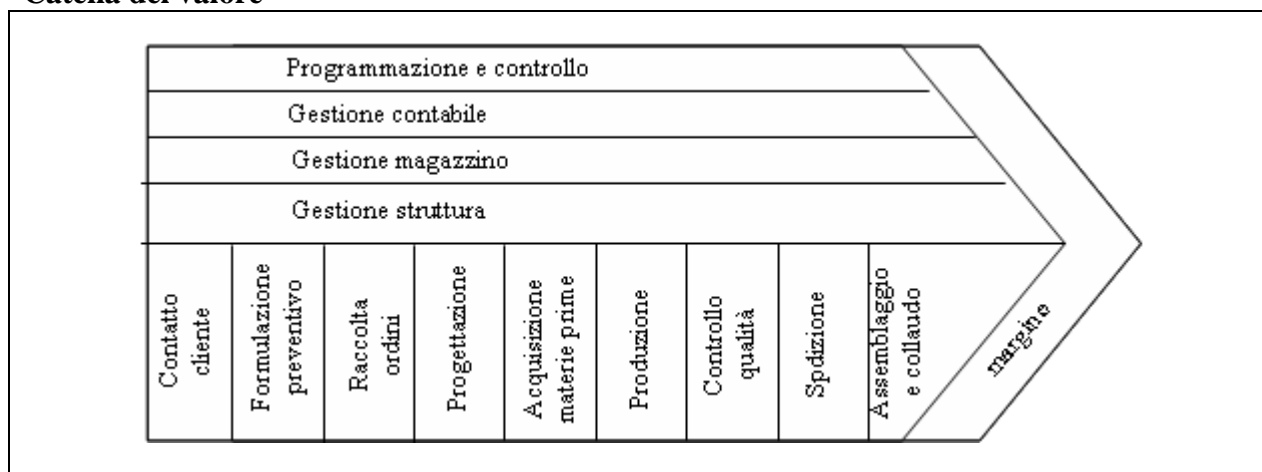 Catena del valore
Programmazione e controllo
Gestione contabile
Gestione magazzino
Gestione struttura
Contatto
cliente
Formulazione
preventivo
Raccolta
ordini
Progettazione
Acquisizione
materie prime
Produzione
Controllo
qualità
Spdizione
Assemblaggio
e collaudo
margine